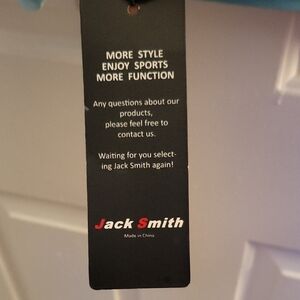 MORE STYLE
ENJOY SPORTS
MORE FUNCTION
Any questions about our
products,
please feel free to
contact us.
Waiting for you select-
ing Jack Smith again!
Jack Smith
Made in China